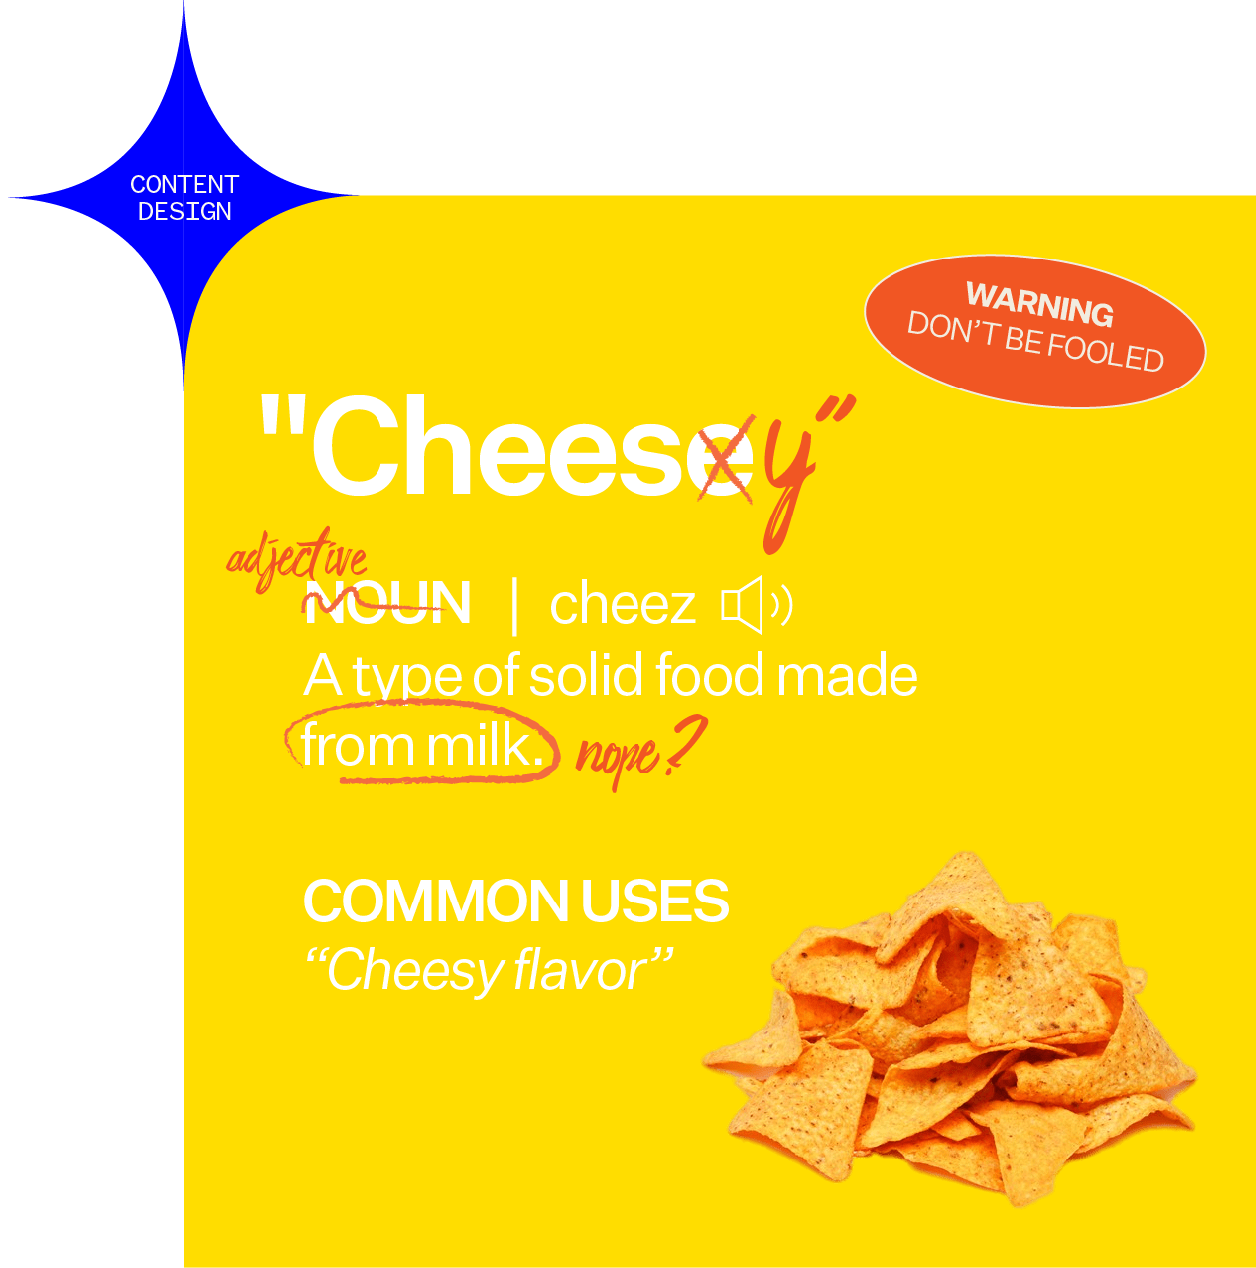 CONTENT
DESIGN
WARNING
DON'T BE FOOLED
"Cheesey”
adjective
NOUN | cheez
A type of solid food made
from milk. nope?
COMMON USES
“Cheesy flavor”